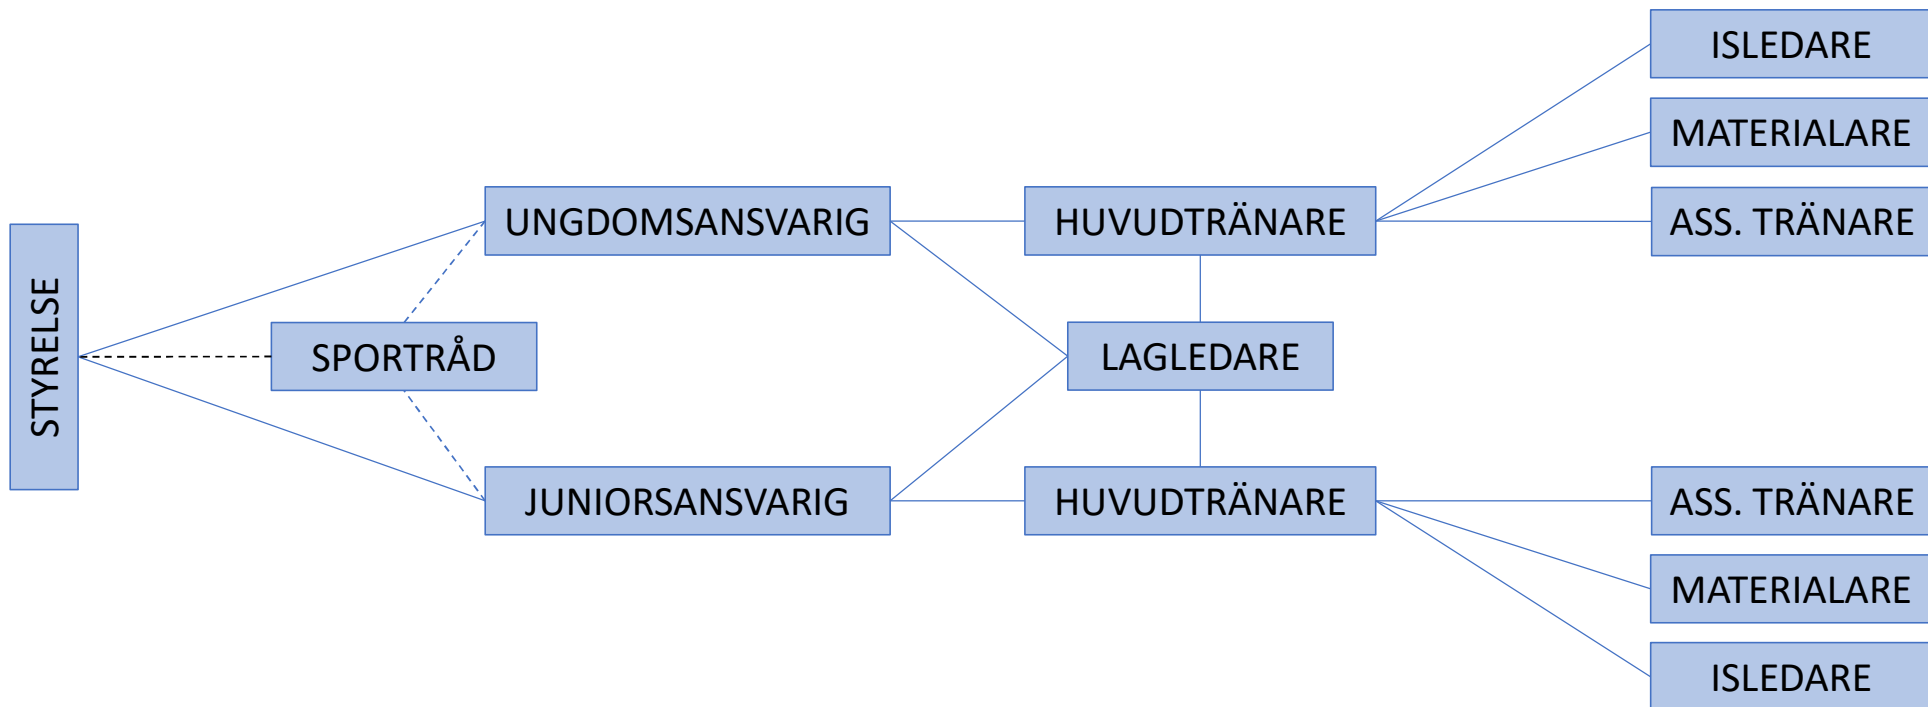 ISLEDARE
MATERIALARE
UNGDOMSANSVARIG
HUVUDTRÄNARE
ASS. TRÄNARE
STYRELSE
SPORTRÅD
LAGLEDARE
JUNIORSANSVARIG
HUVUDTRÄNARE
ASS. TRÄNARE
MATERIALARE
ISLEDARE